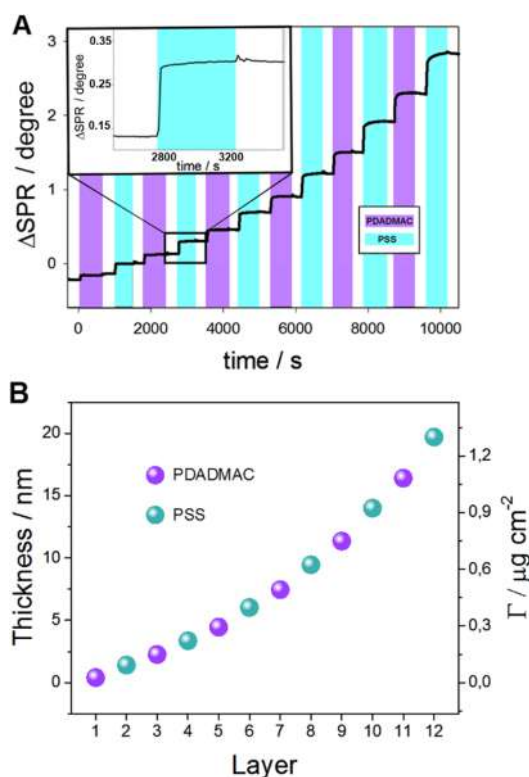 A
ΔSPR / degree
3
2
1
0
ΔSPR / degree
0.35
0.25
0.15
2800
3200
time / s
PDADMAC
PSS
0
2000
4000
6000
8000
10000
time / s
B
Thickness / nm
20
15
10
5
0
PDADMAC
PSS
1,2
0,9
0,6
0,3
0,0
Γ / µg cm-2
1 2 3 4 5 6 7 8 9 10 11 12
Layer